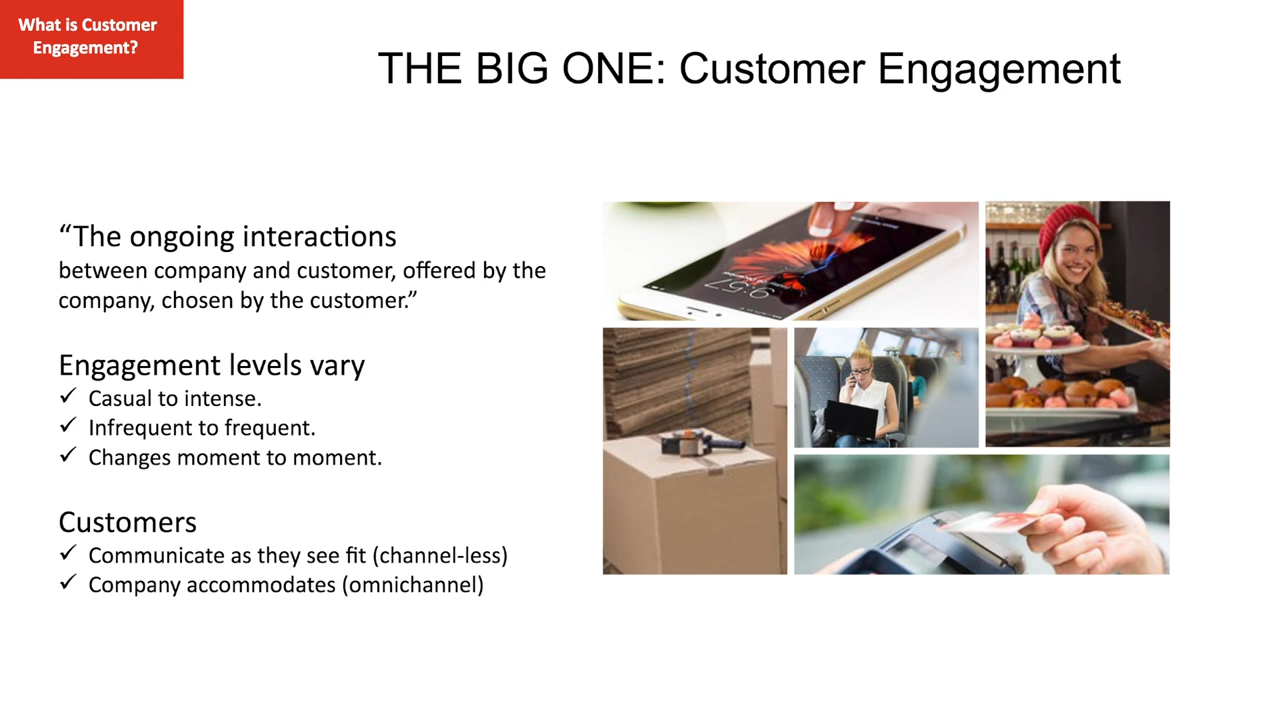 What is Customer
Engagement?
THE BIG ONE: Customer Engagement
“The ongoing interactions
between company and customer, offered by the
company, chosen by the customer.”
Engagement levels vary
✓ Casual to intense.
✓ Infrequent to frequent.
✓ Changes moment to moment.
Customers
✓ Communicate as they see fit (channel-less)
✓ Company accommodates (omnichannel)
9:57